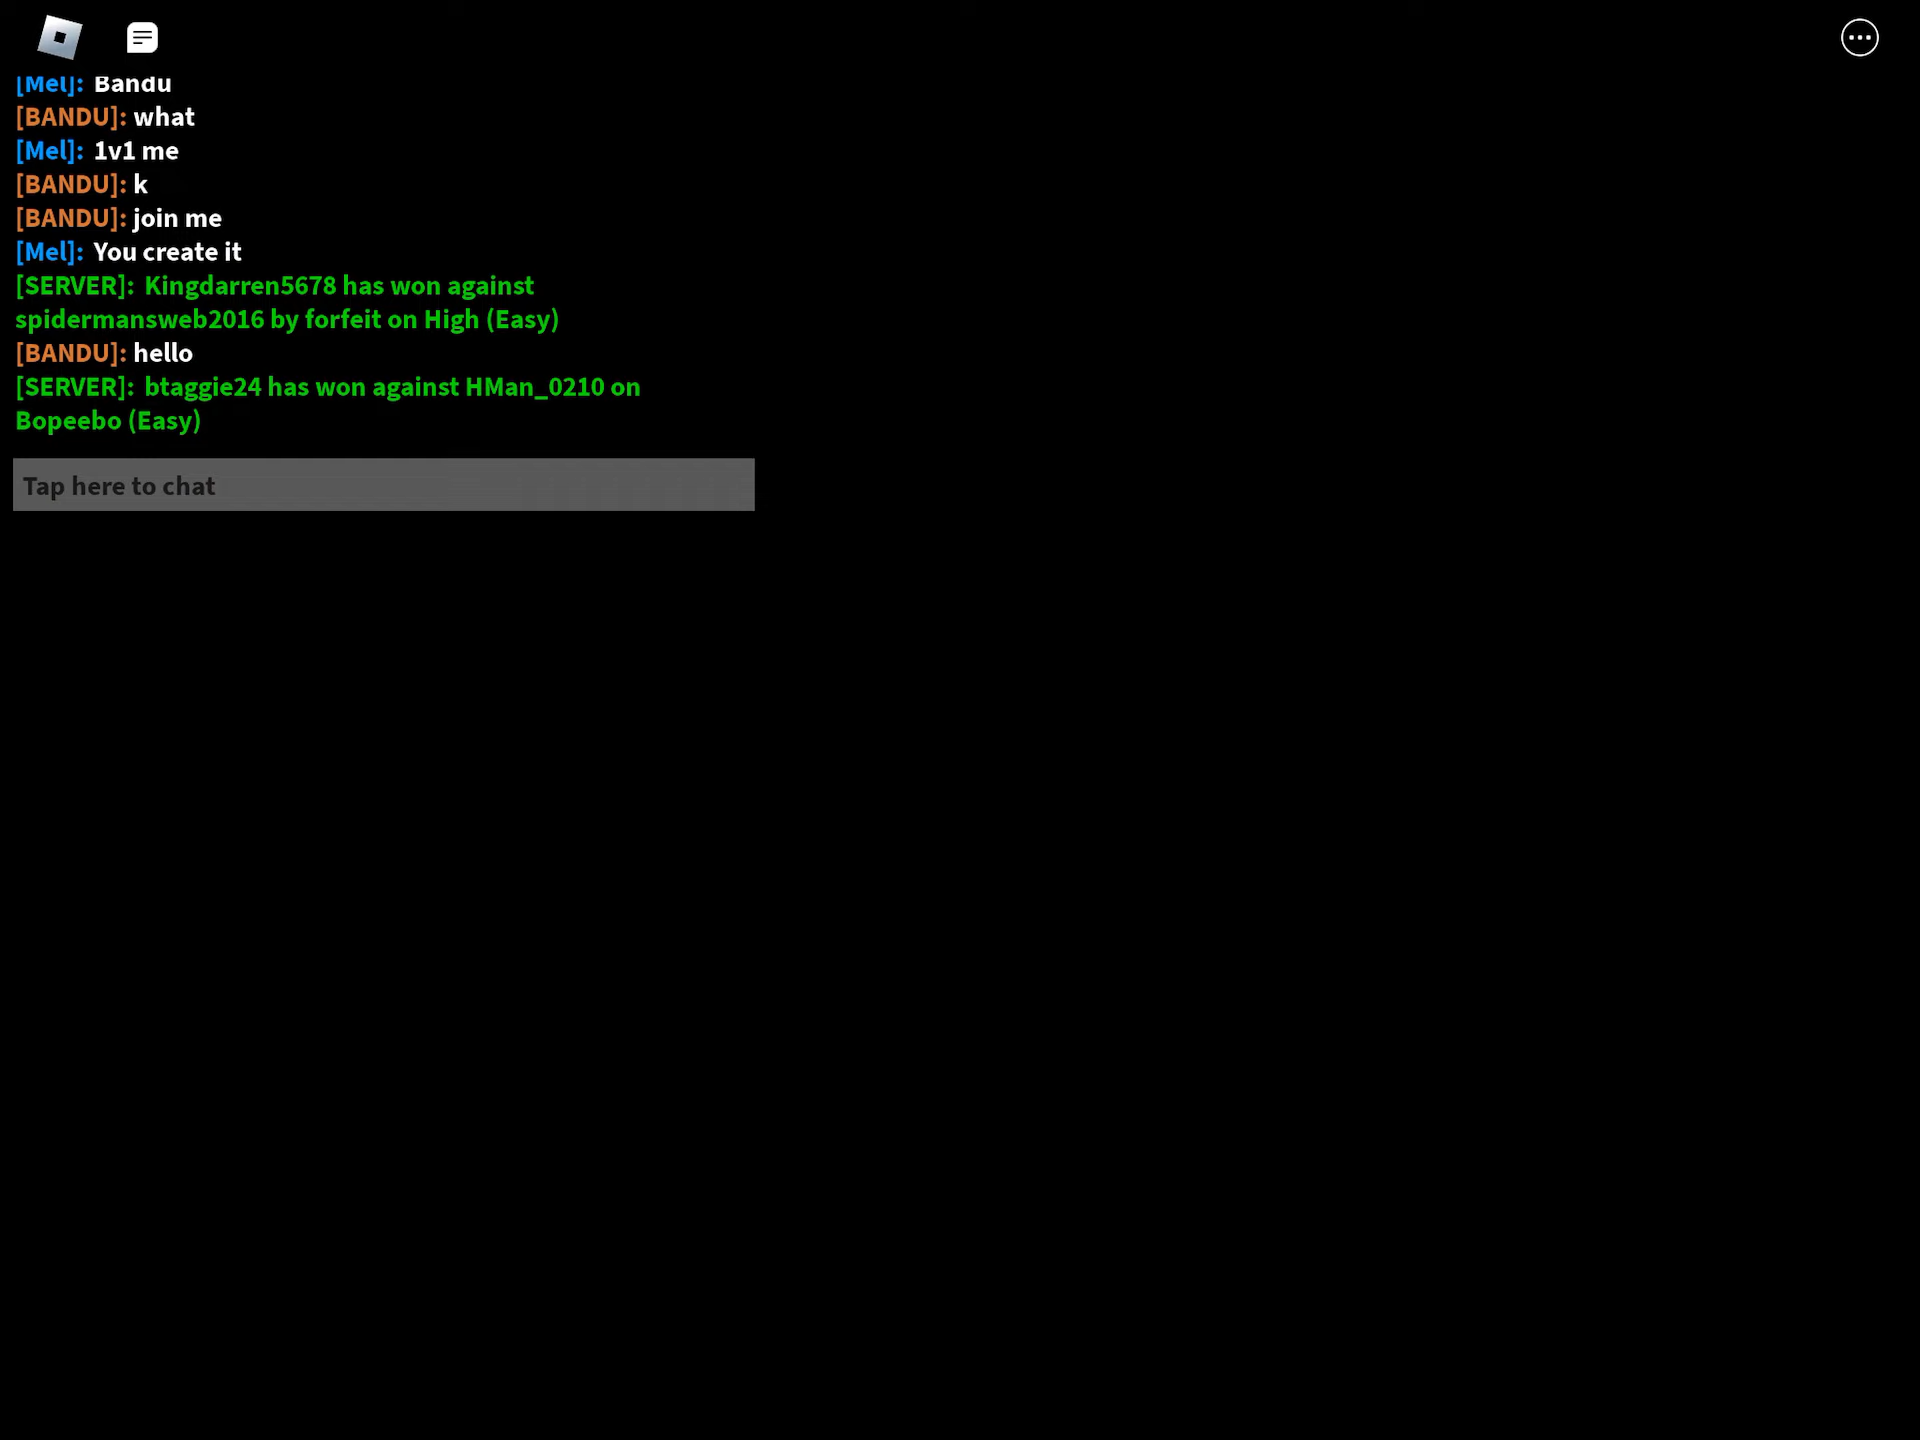 [Mel]: Bandu
[BANDU]: what
[Mel]: 1v1 me
[BANDU]: k
[BANDU]: join me
[Mel]: You create it
[SERVER]: Kingdarren5678 has won against
spidermansweb2016 by forfeit on High (Easy)
[BANDU]: hello
[SERVER]: btaggie24 has won against HMan_0210 on
Bopeebo (Easy)
Tap here to chat